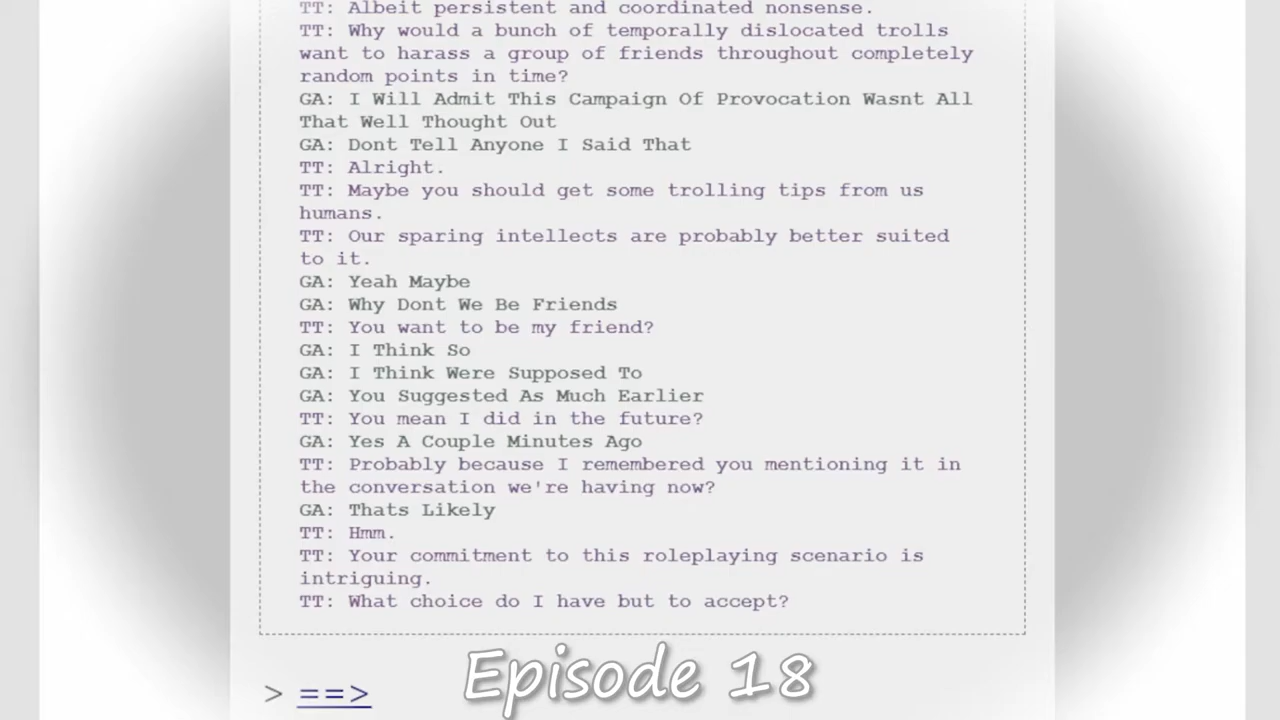 TT: Albeit persistent and coordinated nonsense.
TT: Why would a bunch of temporally dislocated trolls
want to harass a group of friends throughout completely
random points in time?
GA: I Will Admit This Campaign Of Provocation Wasnt All
That Well Thought Out
GA: Dont Tell Anyone I Said That
TT: Alright.
TT: Maybe you should get some trolling tips from us
humans.
TT: Our sparing intellects are probably better suited
to it.
GA: Yeah Maybe
GA: Why Dont We Be Friends
TT: You want to be my friend?
GA: I Think So
GA: I Think Were Supposed To
GA: You Suggested As Much Earlier
TT: You mean I did in the future?
GA: Yes A Couple Minutes Ago
TT: Probably because I remembered you mentioning it in
the conversation we're having now?
GA: Thats Likely
TT: Hmm.
TT: Your commitment to this roleplaying scenario is
intriguing.
TT: What choice do I have but to accept?
> ==>
Episode 18